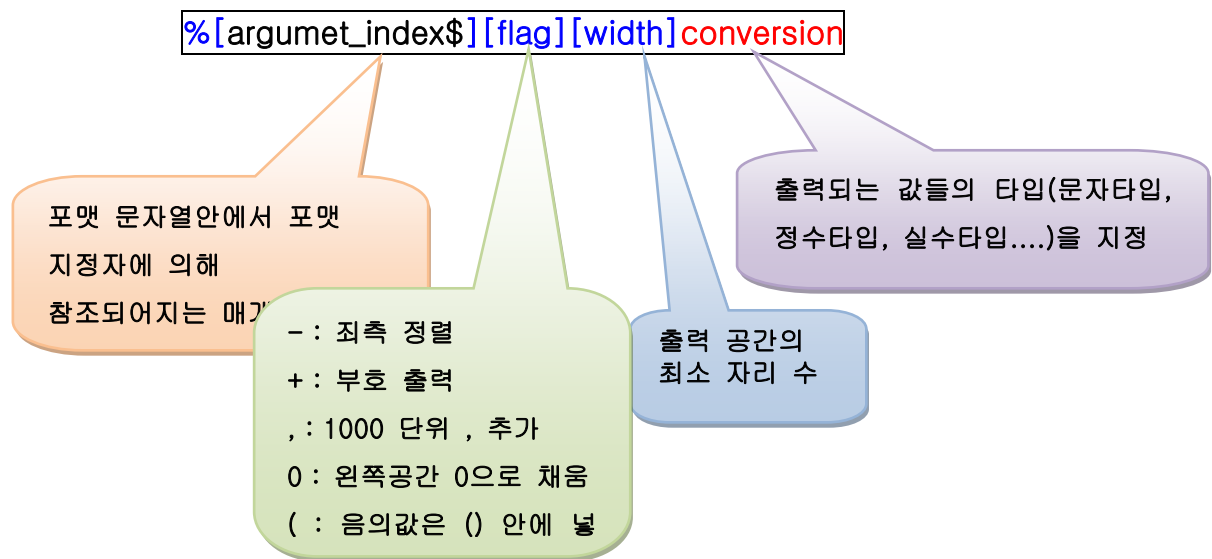 %[argumet_index$][flag][width]conversion
포맷 문자열안에서 포맷
지정자에 의해
참조되어지는
- : 죄측 정렬
+ : 부호 출력
, : 1000 단위 , 추가
0 : 왼쪽공간 0으로 채움
( : 음의값은 () 안에 넣
출력 공간의
최소 자리 수
출력되는 값들의 타입(문자타입,
정수타입, 실수타입....)을 지정